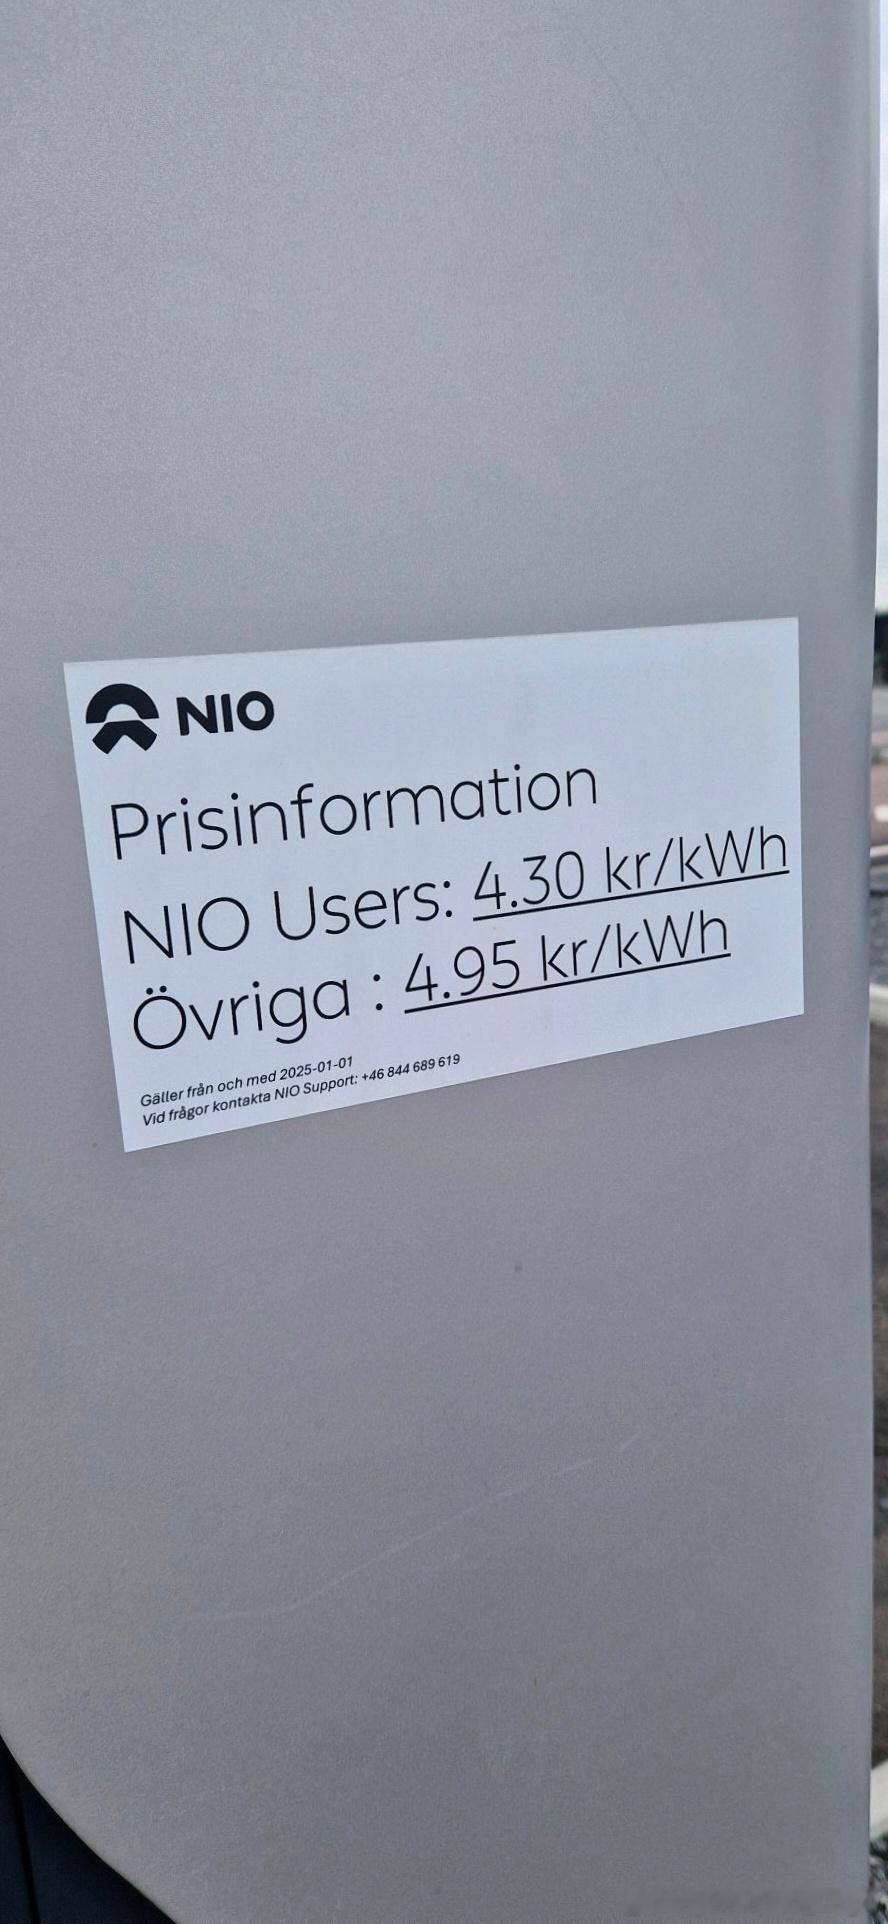 NIO
Prisinformation
NIO Users: 4.30 kr/kWh
Övriga : 4.95 kr/kWh
Gäller från och med 2025-01-01
Vid frågor kontakta NIO Support: +46 844 689 619